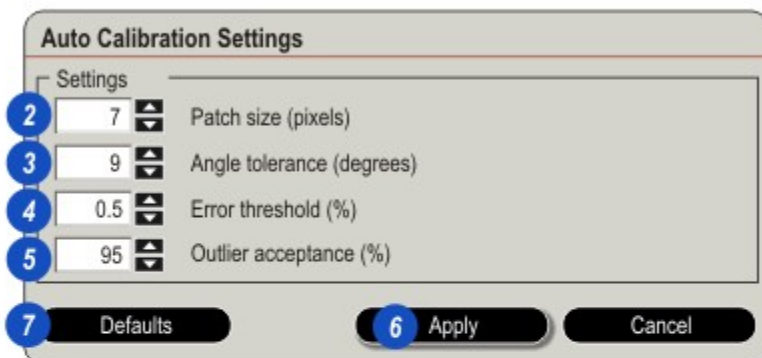 Auto Calibration Settings
Settings
2 7 Patch size (pixels)
3 9 Angle tolerance (degrees)
4 0.5 Error threshold (%)
5 95 Outlier acceptance (%)
7 Defaults 6 Apply Cancel